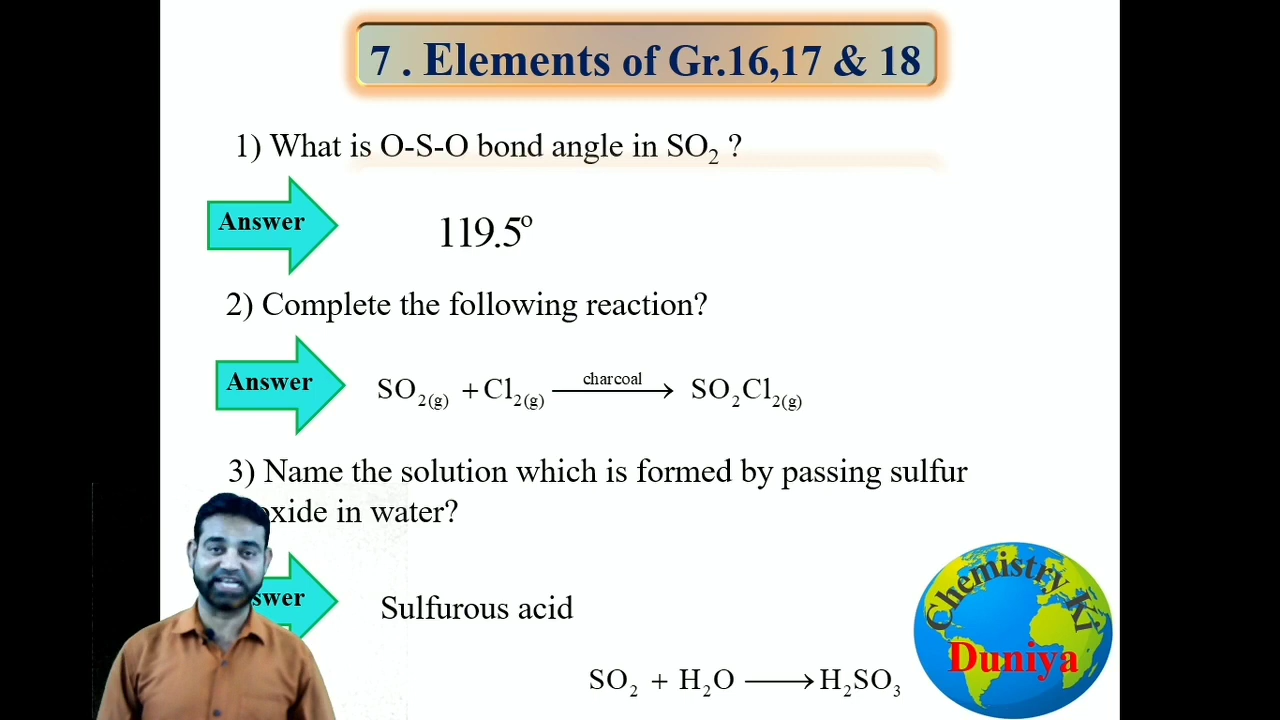 7 . Elements of Gr.16,17 & 18
1) What is O-S-O bond angle in SO₂ ?
Answer
119.5º
2) Complete the following reaction?
Answer
charcoal
SO₂(g) + Cl₂(g) ⟶ SO₂Cl₂(g)
3) Name the solution which is formed by passing sulfur
oxide in water?
swer
Sulfurous acid
SO₂ + H₂O ⟶ H₂SO₃
Chemistry Ki
Duniya